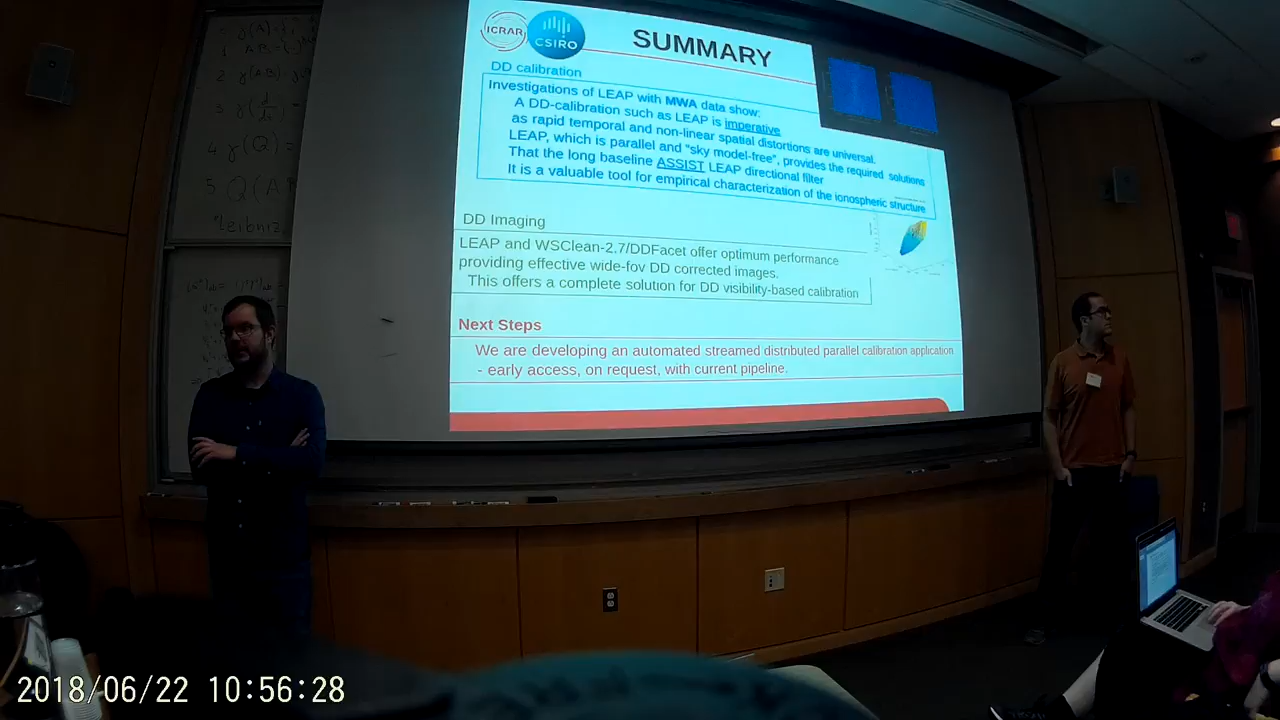 ICRAR
CSIRO
SUMMARY
DD calibration
Investigations of LEAP with MWA data show:
A DD-calibration such as LEAP is imperative
as rapid temporal and non-linear spatial distortions are universal.
LEAP, which is parallel and "sky model-free", provides the required solutions
That the long baseline ASSIST LEAP directional filter
It is a valuable tool for empirical characterization of the ionospheric structure
DD Imaging
LEAP and WSClean-2.7/DDFacet offer optimum performance
providing effective wide-fov DD corrected images.
This offers a complete solution for DD visibility-based calibration
Next Steps
We are developing an automated streamed distributed parallel calibration application
- early access, on request, with current pipeline.
2018/06/22 10:56:28